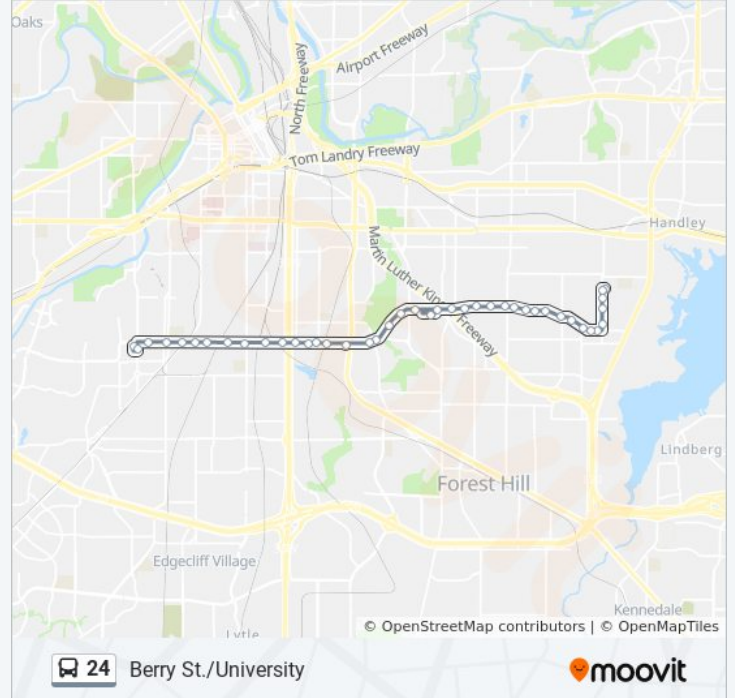 Oaks
North Freeway
Airport Freeway
Tom Landry Freeway
Handley
Martin Luther King Freeway
Lindberg
Forest Hill
Edgecliff Village
Kennedale
Lytle
© OpenStreetMap contributors | © OpenMapTiles
24 Berry St./University
moovit